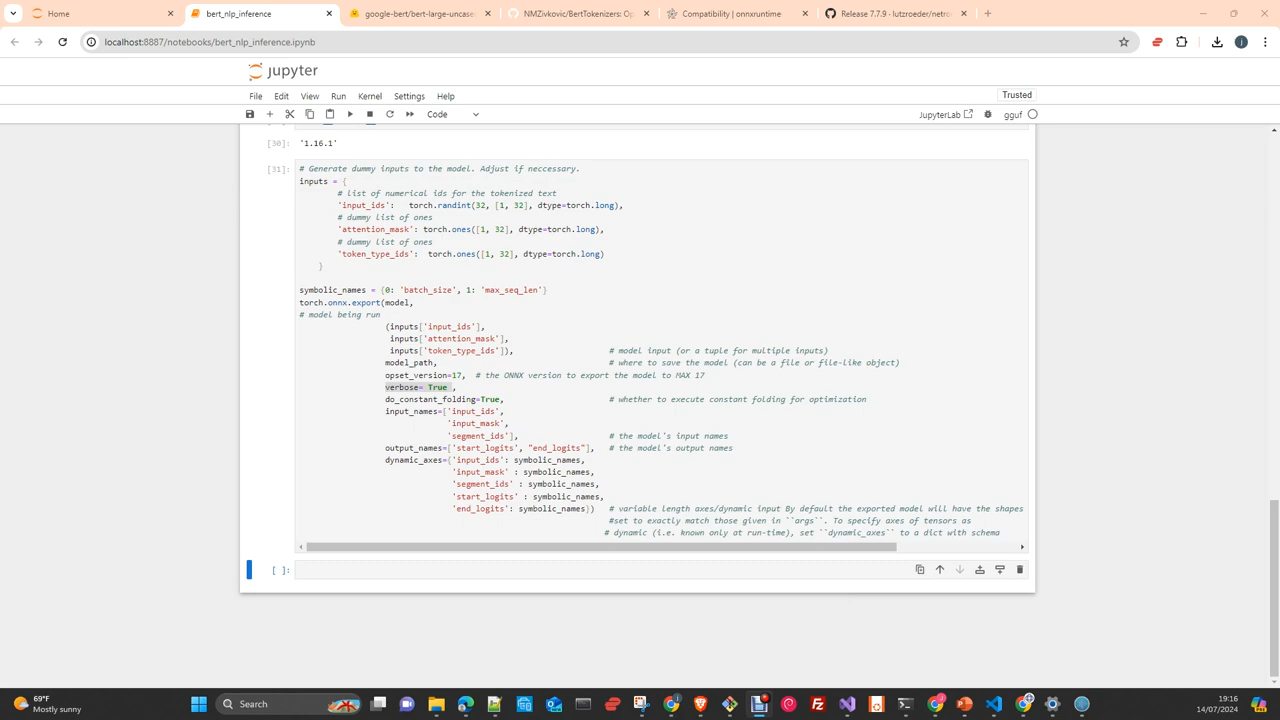 Home
bert_nlp_inference
google-bert/bert-large-uncase
NMZivkovic/BertTokenizers: Op
Compatibility | onnxruntime
Release 7.7.9 · lutzroeder/netro
localhost:8887/notebooks/bert_nlp_inference.ipynb
jupyter
File Edit View Run Kernel Settings Help
Trusted
Code
JupyterLab
gguf
[30]: '1.16.1'
[31]: # Generate dummy inputs to the model. Adjust if neccessary.
inputs = {
# list of numerical ids for the tokenized text
'input_ids': torch.randint(32, [1, 32], dtype=torch.long),
# dummy list of ones
'attention_mask': torch.ones([1, 32], dtype=torch.long),
# dummy list of ones
'token_type_ids': torch.ones([1, 32], dtype=torch.long)
}
symbolic_names = {0: 'batch_size', 1: 'max_seq_len'}
torch.onnx.export(model,
# model being run
(inputs['input_ids'],
inputs['attention_mask'],
inputs['token_type_ids']), # model input (or a tuple for multiple inputs)
model_path, # where to save the model (can be a file or file-like object)
opset_version=17, # the ONNX version to export the model to MAX 17
verbose= True ,
do_constant_folding=True, # whether to execute constant folding for optimization
input_names=['input_ids',
'input_mask',
'segment_ids'], # the model's input names
output_names=['start_logits', "end_logits"], # the model's output names
dynamic_axes={'input_ids': symbolic_names,
'input_mask' : symbolic_names,
'segment_ids' : symbolic_names,
'start_logits' : symbolic_names,
'end_logits': symbolic_names}) # variable length axes/dynamic input By default the exported model will have the shapes
#set to exactly match those given in ``args``. To specify axes of tensors as
# dynamic (i.e. known only at run-time), set ``dynamic_axes`` to a dict with schema
[ ]:
69°F
Mostly sunny
Search
19:16
14/07/2024